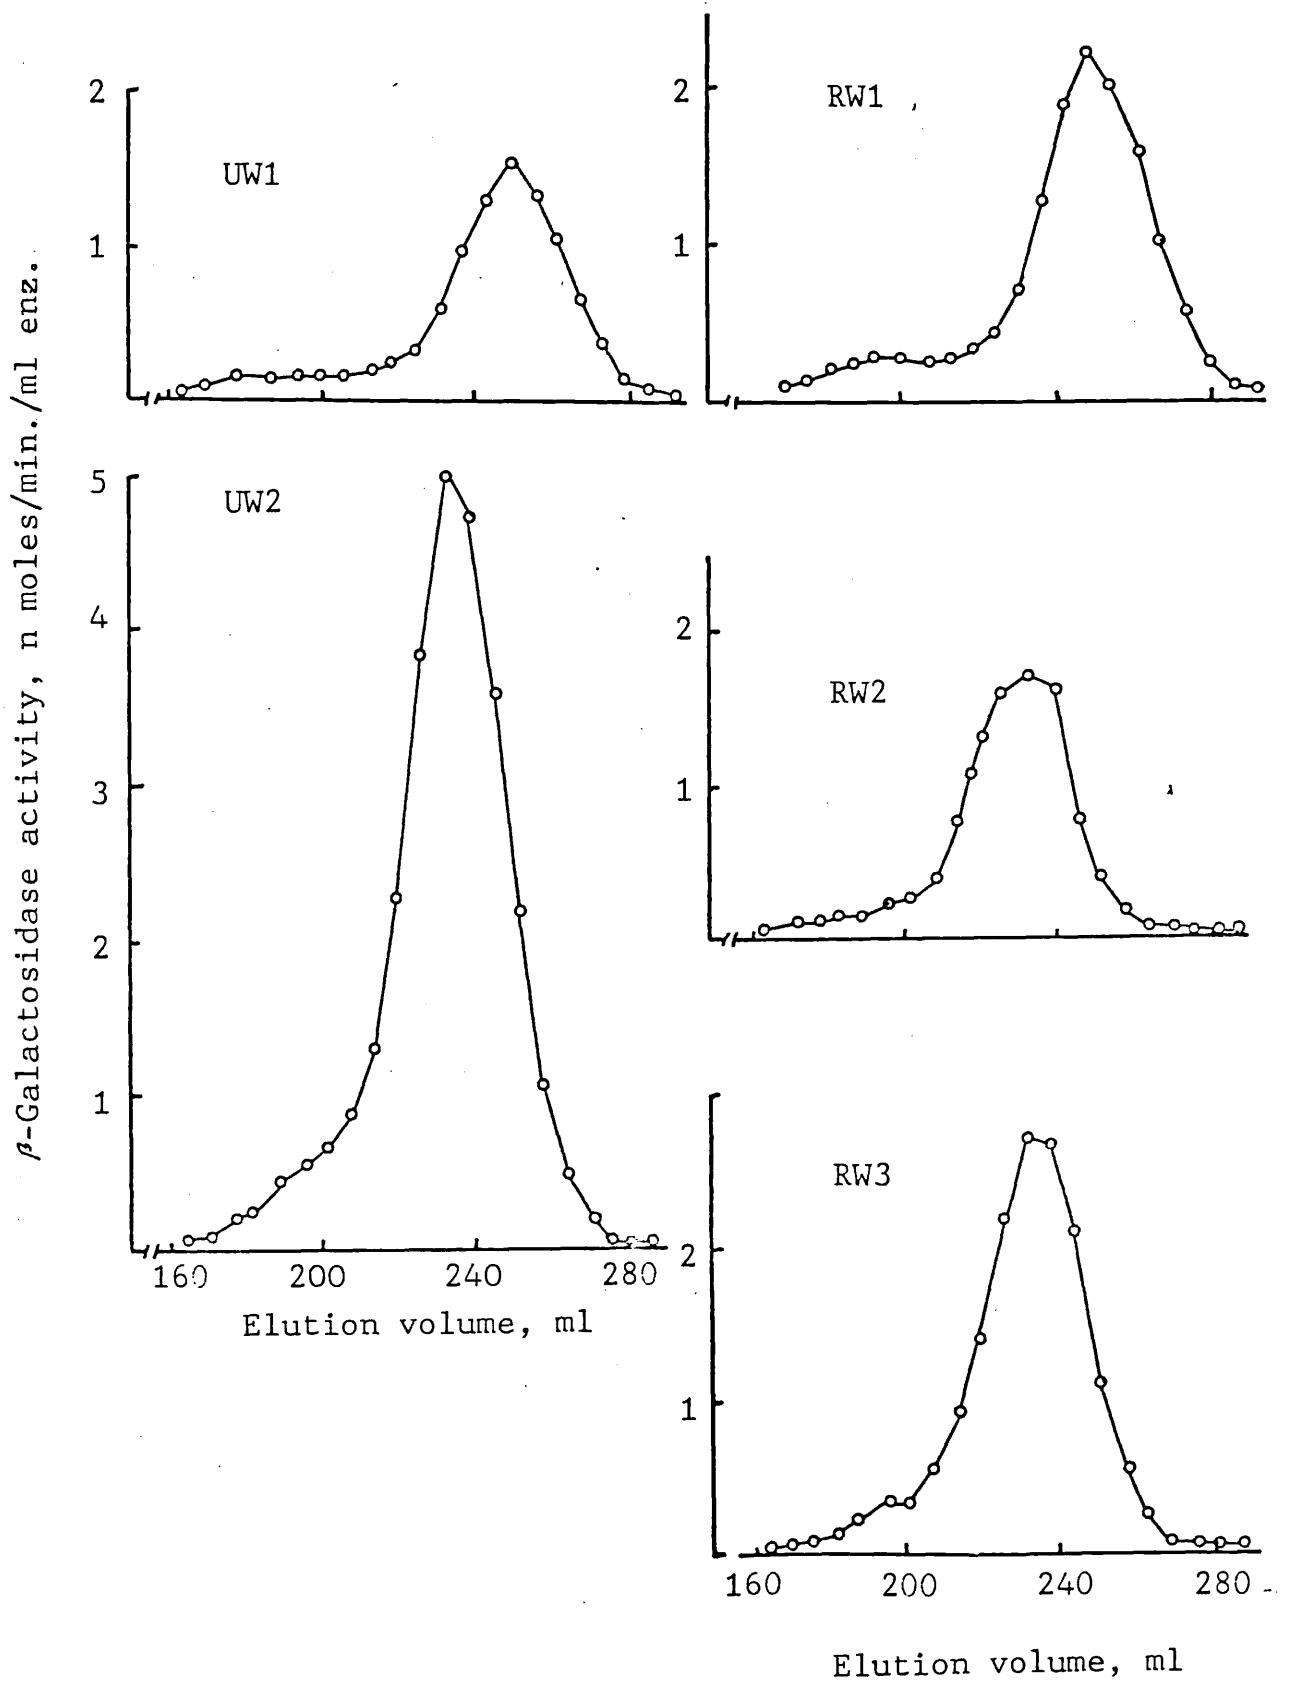 β-Galactosidase activity, n moles/min./ml enz.
2
1
UW1
2
1
RW1
5
4
3
2
1
UW2
160 200 240 280
Elution volume, ml
2
1
RW2
2
1
RW3
160 200 240 280
Elution volume, ml